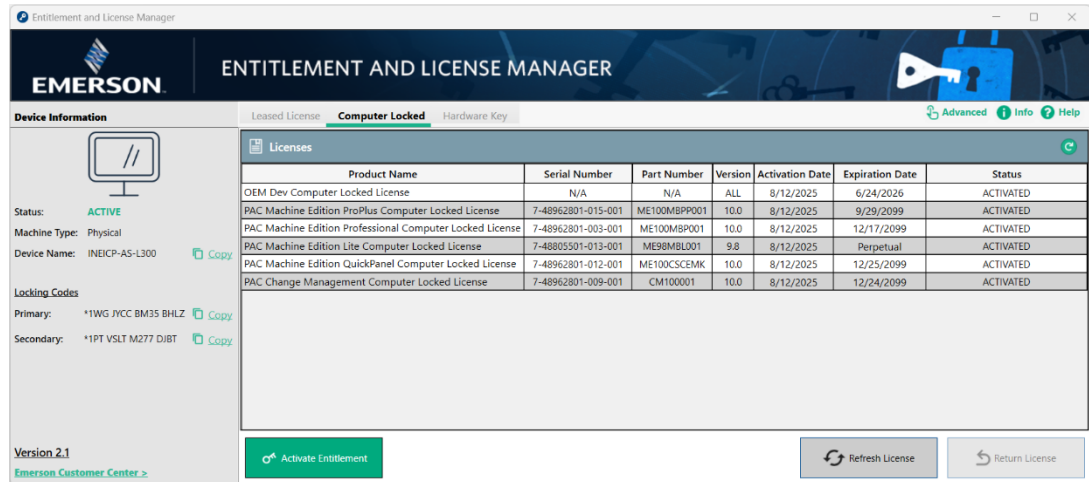 Entitlement and License Manager
EMERSON
ENTITLEMENT AND LICENSE MANAGER
Device Information
Leased License Computer Locked Hardware Key
Advanced Info Help
Status: ACTIVE
Machine Type: Physical
Device Name: INEICP-AS-L300 Copy
Locking Codes
Primary: *1WG JYCC BM35 BHLZ Copy
Secondary: *1PT VSLT M277 DJBT Copy
Version 2.1
Emerson Customer Center >
Licenses
Product Name Serial Number Part Number Version Activation Date Expiration Date Status
OEM Dev Computer Locked License N/A N/A ALL 8/12/2025 6/24/2026 ACTIVATED
PAC Machine Edition ProPlus Computer Locked License 7-48962801-015-001 ME100MBPP001 10.0 8/12/2025 9/29/2099 ACTIVATED
PAC Machine Edition Professional Computer Locked License 7-48962801-003-001 ME100MBP001 10.0 8/12/2025 12/17/2099 ACTIVATED
PAC Machine Edition Lite Computer Locked License 7-48805501-013-001 ME98MBL001 9.8 8/12/2025 Perpetual ACTIVATED
PAC Machine Edition QuickPanel Computer Locked License 7-48962801-012-001 ME100CSCEMK 10.0 8/12/2025 12/25/2099 ACTIVATED
PAC Change Management Computer Locked License 7-48962801-009-001 CM100001 10.0 8/12/2025 12/24/2099 ACTIVATED
Activate Entitlement
Refresh License
Return License